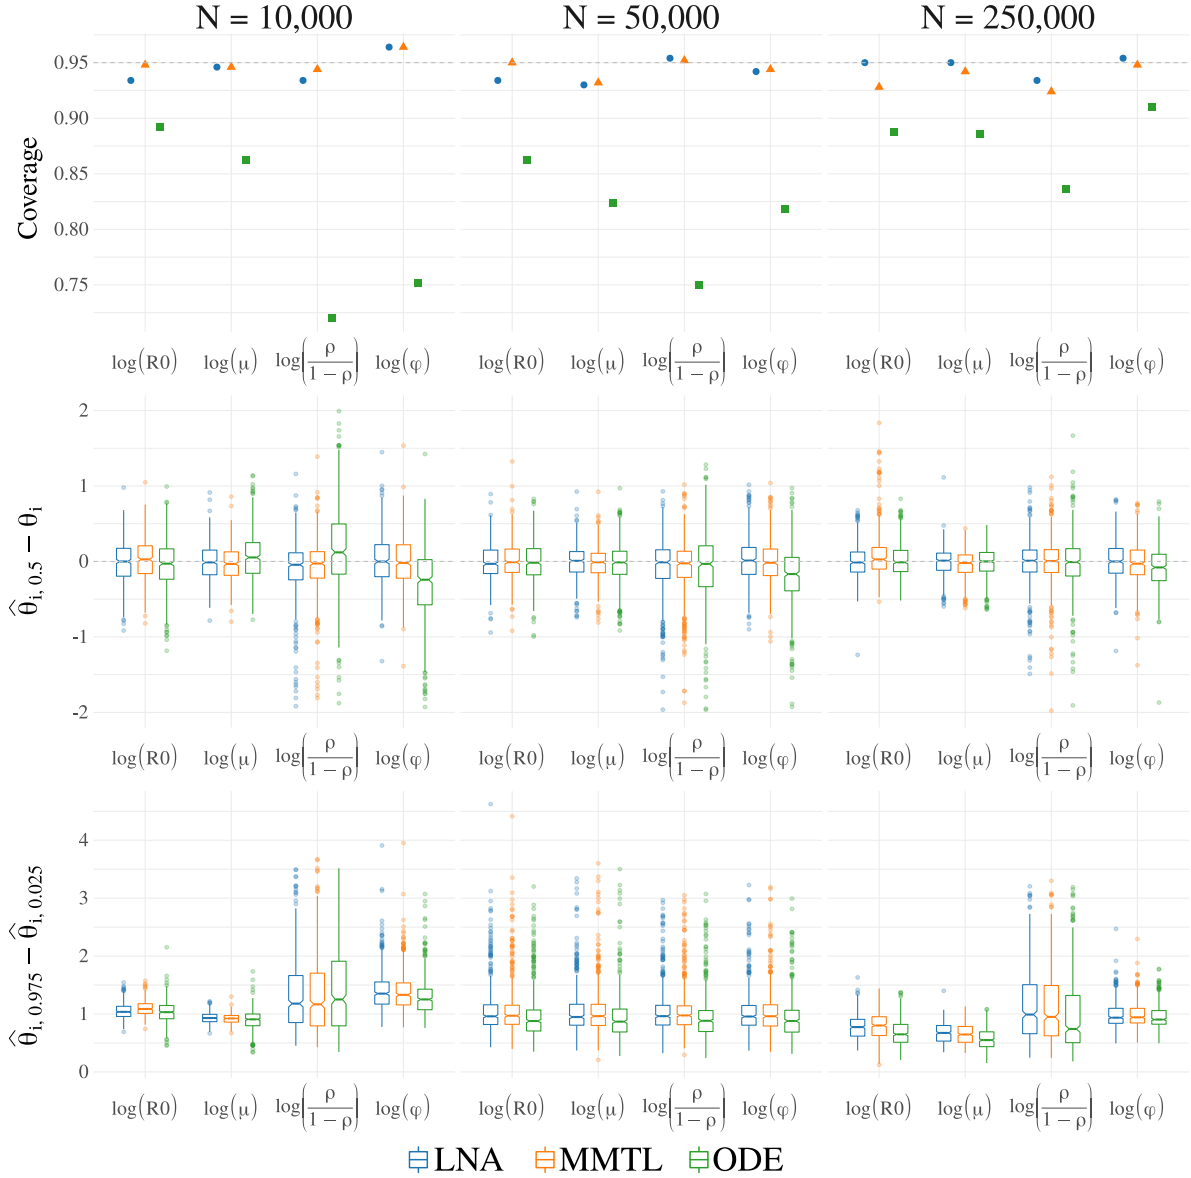 N = 10,000 N = 50,000 N = 250,000
Coverage
0.95
0.90
0.85
0.80
0.75
log(R0) log(μ) log(ρ/(1 − ρ)) log(φ) log(R0) log(μ) log(ρ/(1 − ρ)) log(φ) log(R0) log(μ) log(ρ/(1 − ρ)) log(φ)
θ̂i, 0.5 − θi
2
1
0
-1
-2
log(R0) log(μ) log(ρ/(1 − ρ)) log(φ) log(R0) log(μ) log(ρ/(1 − ρ)) log(φ) log(R0) log(μ) log(ρ/(1 − ρ)) log(φ)
θ̂i, 0.975 − θ̂i, 0.025
4
3
2
1
0
log(R0) log(μ) log(ρ/(1 − ρ)) log(φ) log(R0) log(μ) log(ρ/(1 − ρ)) log(φ) log(R0) log(μ) log(ρ/(1 − ρ)) log(φ)
LNA MMTL ODE